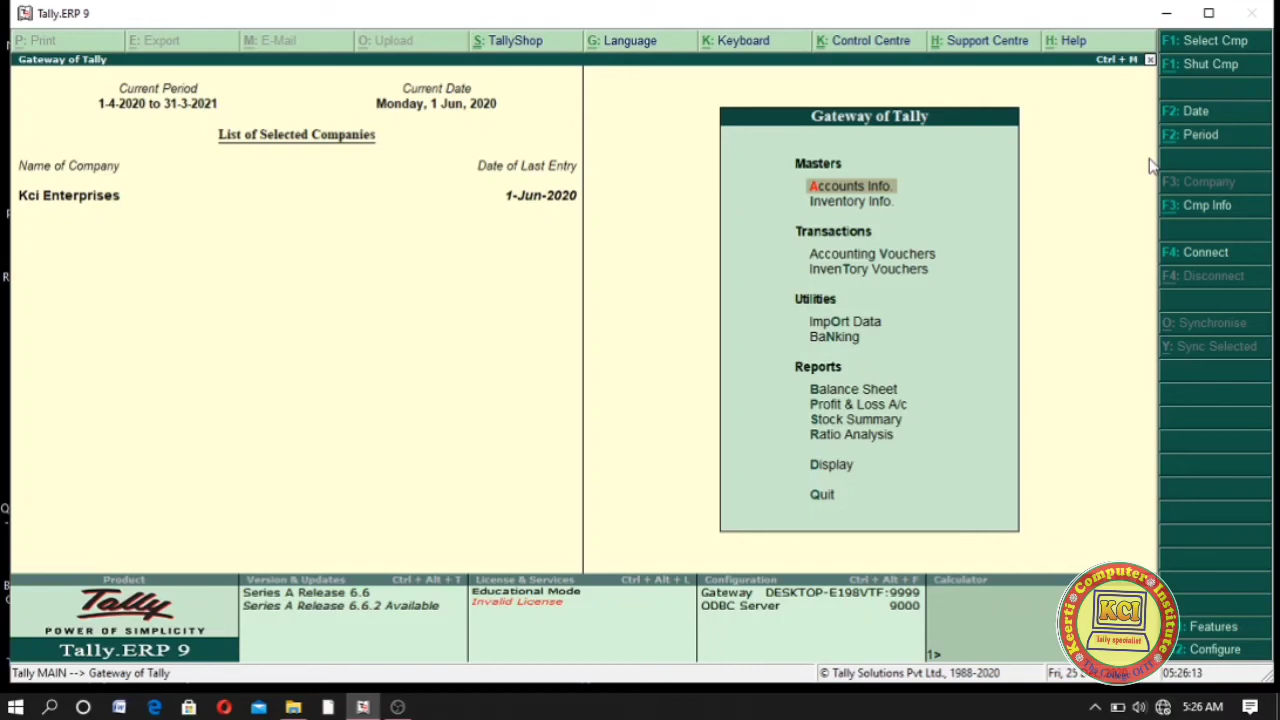 Tally.ERP 9
P: Print
E: Export
M: E-Mail
O: Upload
S: TallyShop
G: Language
K: Keyboard
K: Control Centre
H: Support Centre
H: Help
F1: Select Cmp
Gateway of Tally
Ctrl + M
F1: Shut Cmp
Current Period
Current Date
1-4-2020 to 31-3-2021
Monday, 1 Jun, 2020
List of Selected Companies
Name of Company
Date of Last Entry
Kci Enterprises
1-Jun-2020
Gateway of Tally
Masters
Accounts Info.
Inventory Info.
Transactions
Accounting Vouchers
InvenTory Vouchers
Utilities
ImpOrt Data
BaNking
Reports
Balance Sheet
Profit & Loss A/c
Stock Summary
Ratio Analysis
Display
Quit
F2: Date
F2: Period
F3: Company
F3: Cmp Info
F4: Connect
F4: Disconnect
O: Synchronise
Y: Sync Selected
Features
2: Configure
Product
Tally
POWER OF SIMPLICITY
Tally.ERP 9
Version & Updates
Ctrl + Alt + T
Series A Release 6.6
Series A Release 6.6.2 Available
License & Services
Ctrl + Alt + L
Educational Mode
Invalid License
Configuration
Ctrl + Alt + F
Gateway DESKTOP-E198VTF:9999
ODBC Server 9000
Calculator
1>
Keerti Computer Institute
KCI
Tally specialist
Tally MAIN --> Gateway of Tally
© Tally Solutions Pvt Ltd., 1988-2020
Fri, 25
05:26:13
5:26 AM